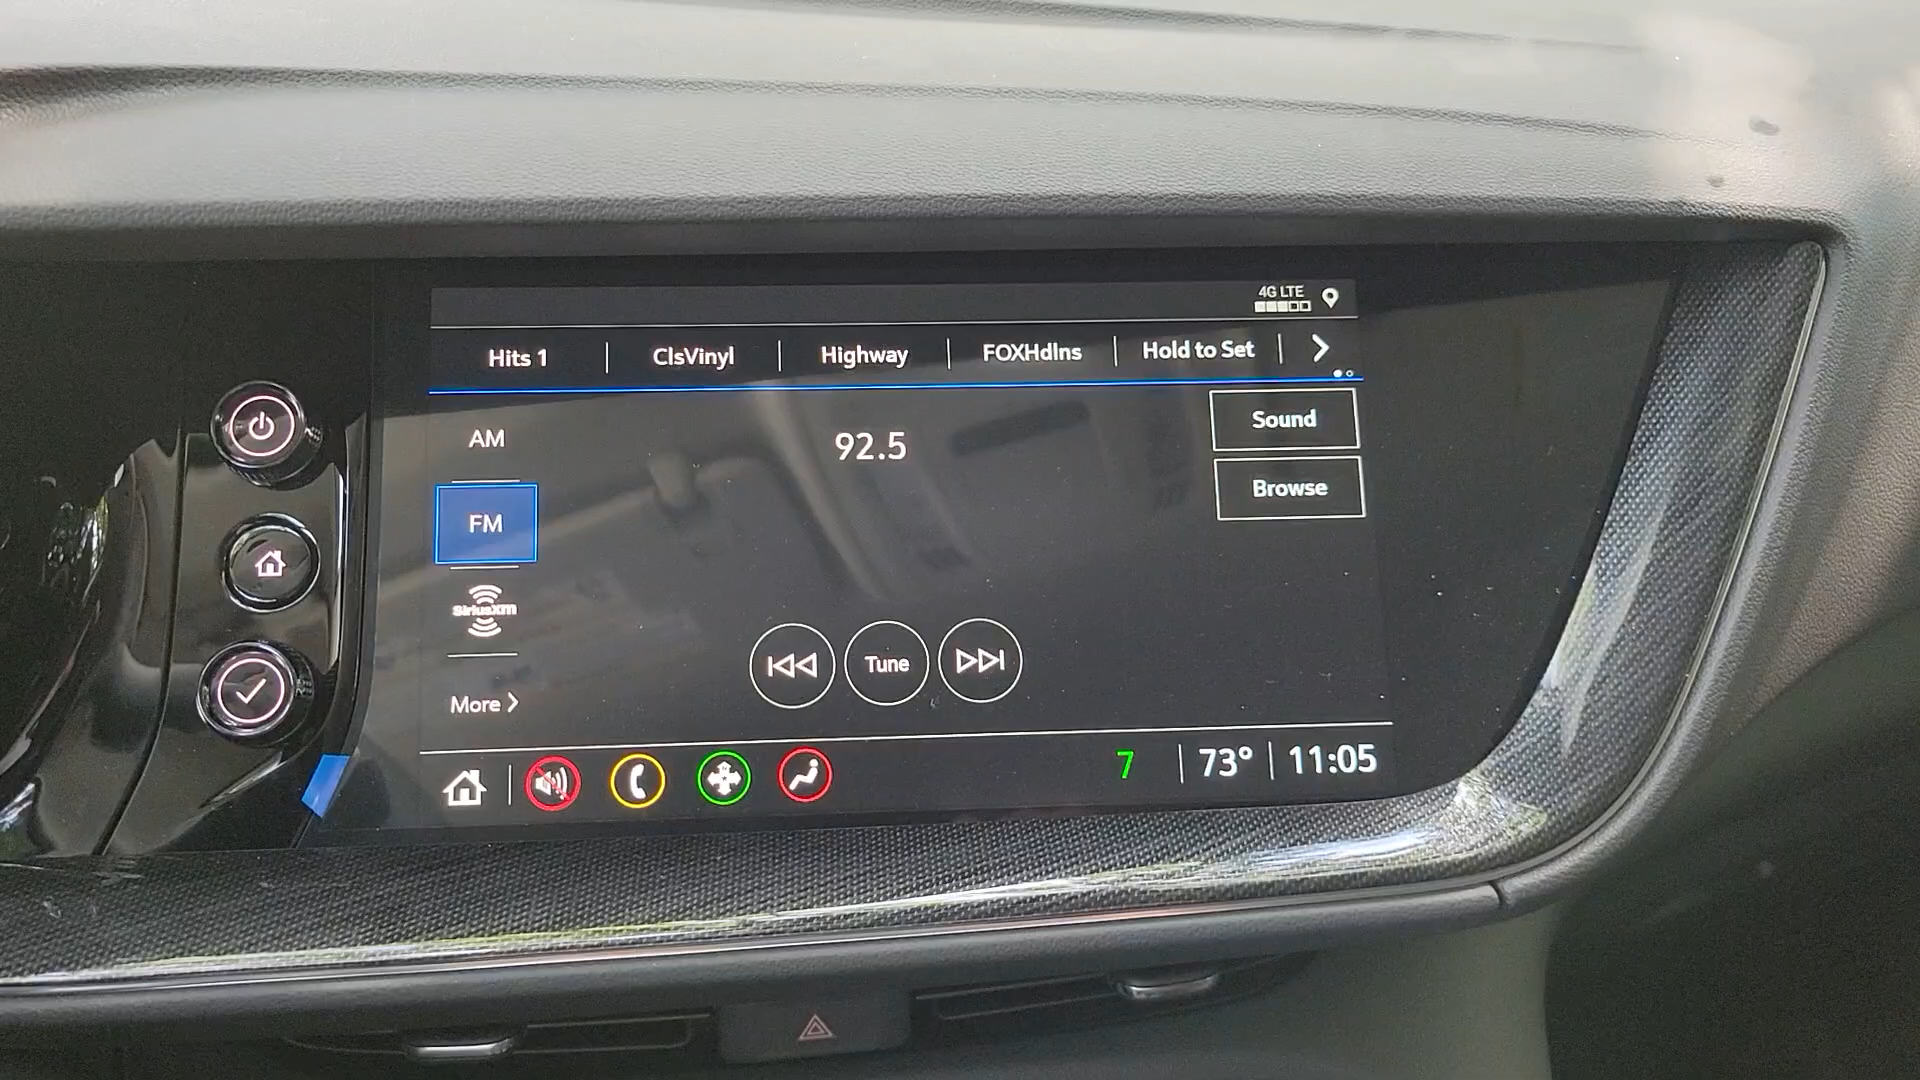 4G LTE
Hits 1
ClsVinyl
Highway
FOXHdlns
Hold to Set
AM
92.5
Sound
FM
Browse
SiriusXM
Tune
More
7
73°
11:05